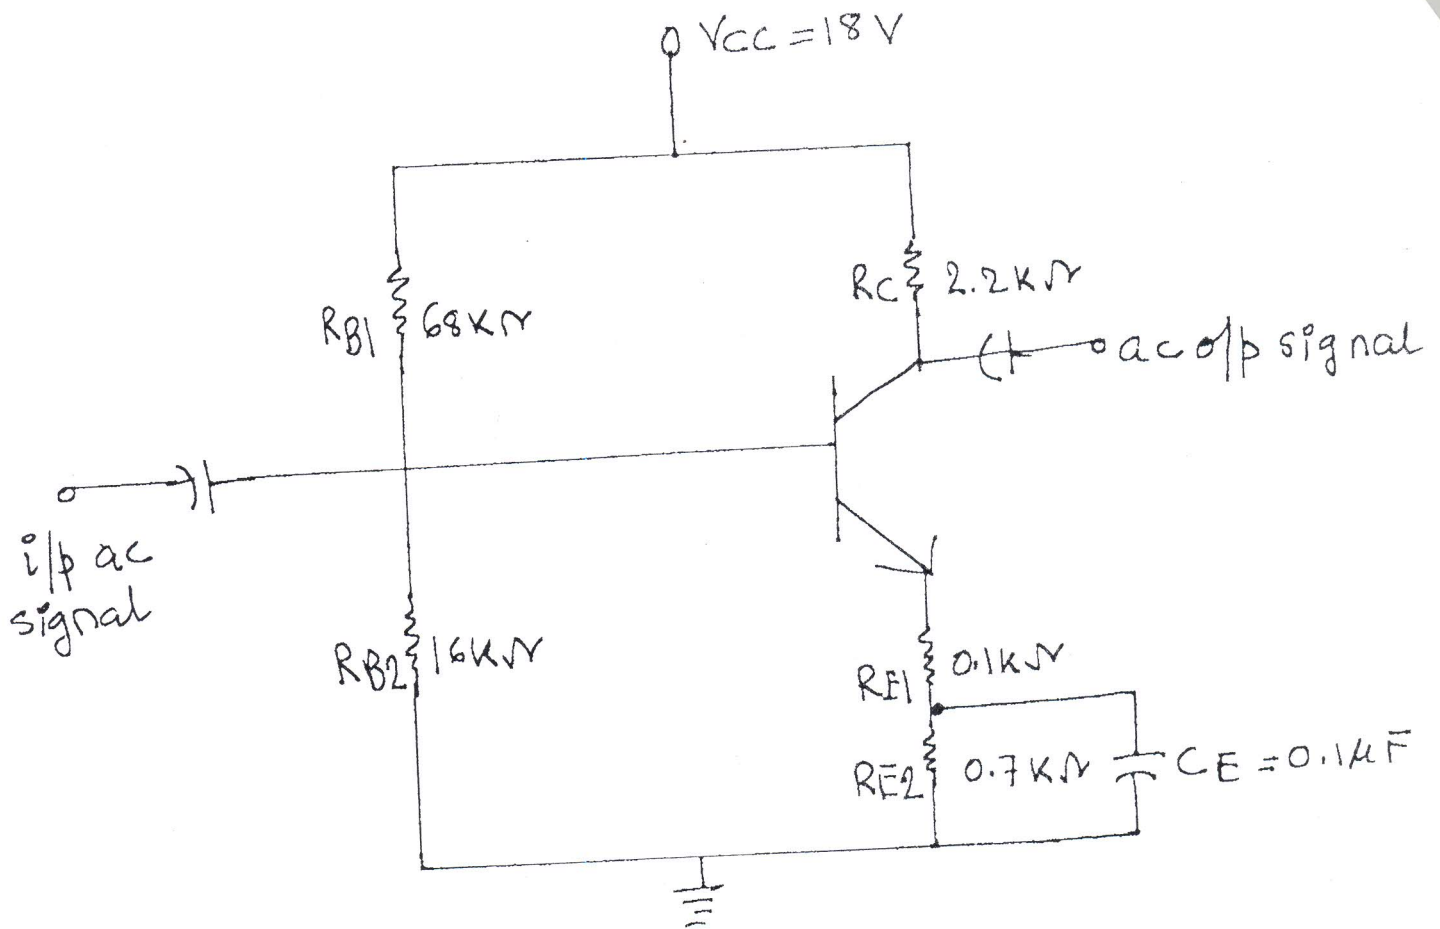 VCC = 18 V
RC 2.2KΩ
RB1 68KΩ
ac o/p signal
i/p ac
signal
RB2 16KΩ
RE1 0.1KΩ
RE2 0.7KΩ
CE = 0.1μF